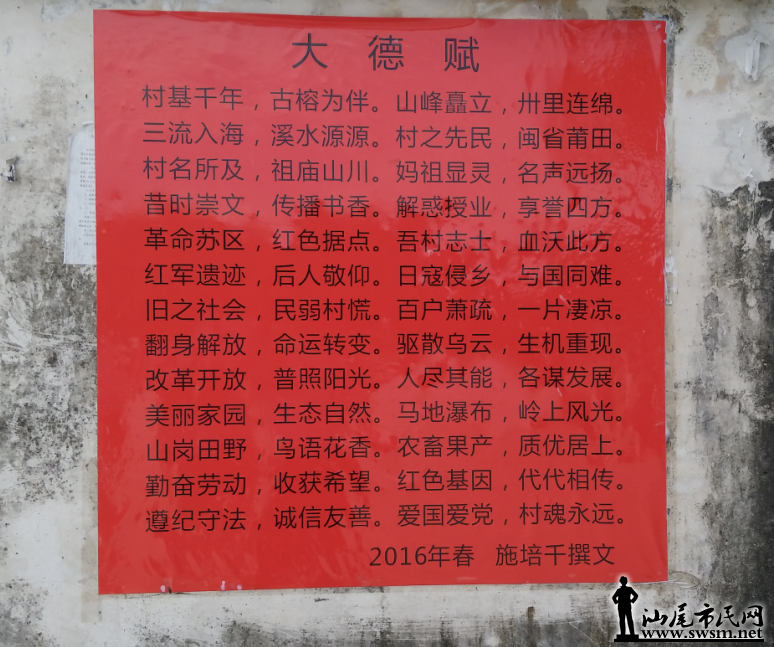 大德赋
村基千年，古榕为伴。山峰矗立，卅里连绵。
三流入海，溪水源源。村之先民，闽省莆田。
村名所及，祖庙山川。妈祖显灵，名声远扬。
昔时崇文，传播书香。解惑授业，享誉四方。
革命苏区，红色据点。吾村志士，血沃此方。
红军遗迹，后人敬仰。日寇侵乡，与国同难。
旧之社会，民弱村慌。百户萧疏，一片凄凉。
翻身解放，命运转变。驱散乌云，生机重现。
改革开放，普照阳光。人尽其能，各谋发展。
美丽家园，生态自然。马地瀑布，岭上风光。
山岗田野，鸟语花香。农畜果产，质优居上。
勤奋劳动，收获希望。红色基因，代代相传。
遵纪守法，诚信友善。爱国爱党，村魂永远。
2016年春 施培千撰文
汕尾市民网
www.swsm.net